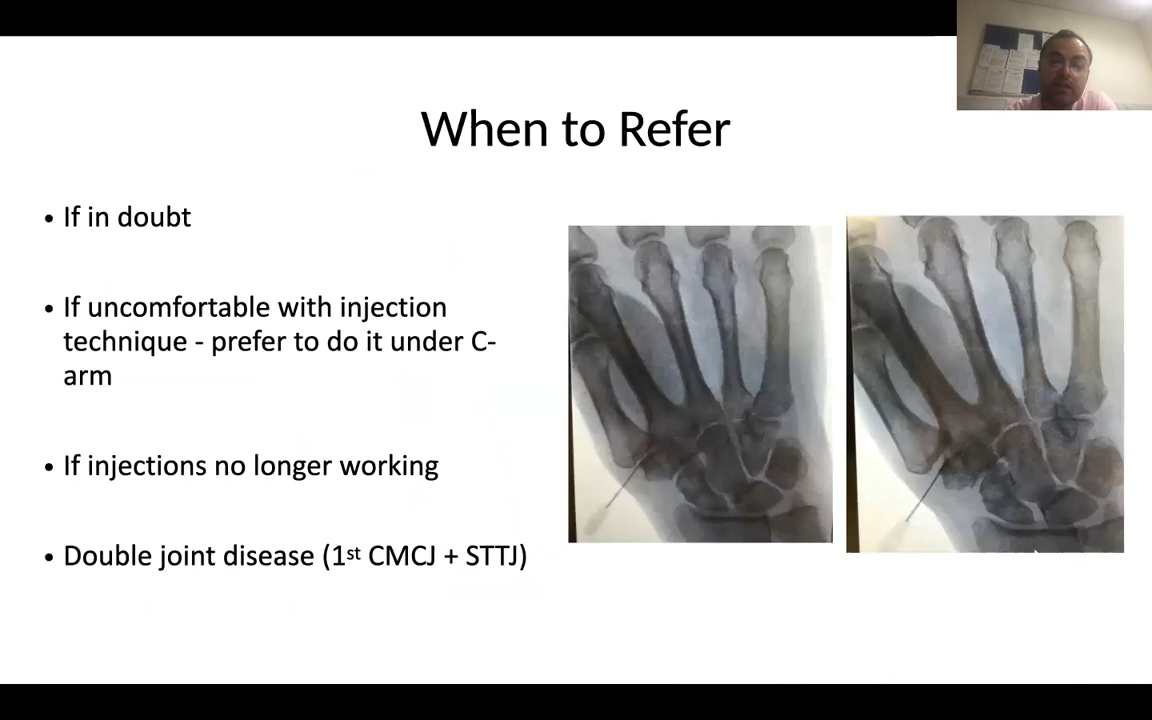 When to Refer
• If in doubt
• If uncomfortable with injection
technique - prefer to do it under C-
arm
• If injections no longer working
• Double joint disease (1st CMCJ + STTJ)